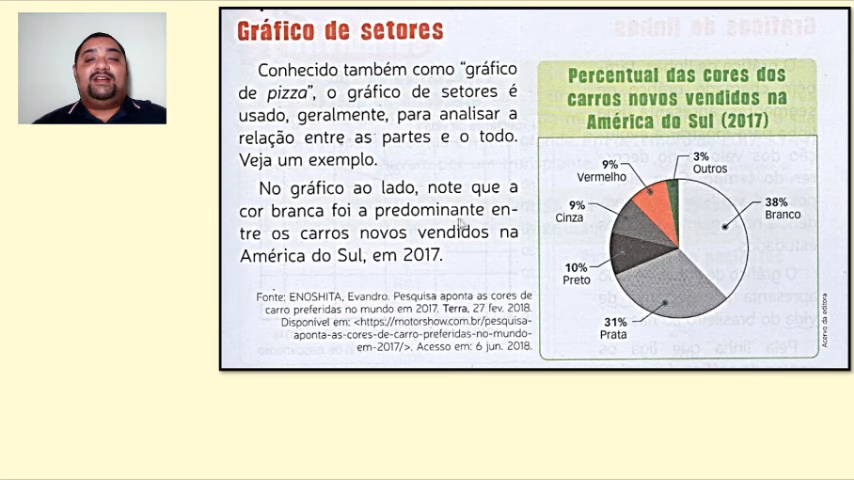 Gráfico de setores
Conhecido também como "gráfico
de pizza", o gráfico de setores é
usado, geralmente, para analisar a
relação entre as partes e o todo.
Veja um exemplo.
No gráfico ao lado, note que a
cor branca foi a predominante en-
tre os carros novos vendidos na
América do Sul, em 2017.
Fonte: ENOSHITA, Evandro. Pesquisa aponta as cores de
carro preferidas no mundo em 2017. Terra, 27 fev. 2018.
Disponível em: <https://motorshow.com.br/pesquisa-
aponta-as-cores-de-carro-preferidas-no-mundo-
em-2017/>. Acesso em: 6 jun. 2018.
Percentual das cores dos
carros novos vendidos na
América do Sul (2017)
3%
Outros
9%
Vermelho
38%
Branco
9%
Cinza
10%
Preto
31%
Prata
Acervo da editora